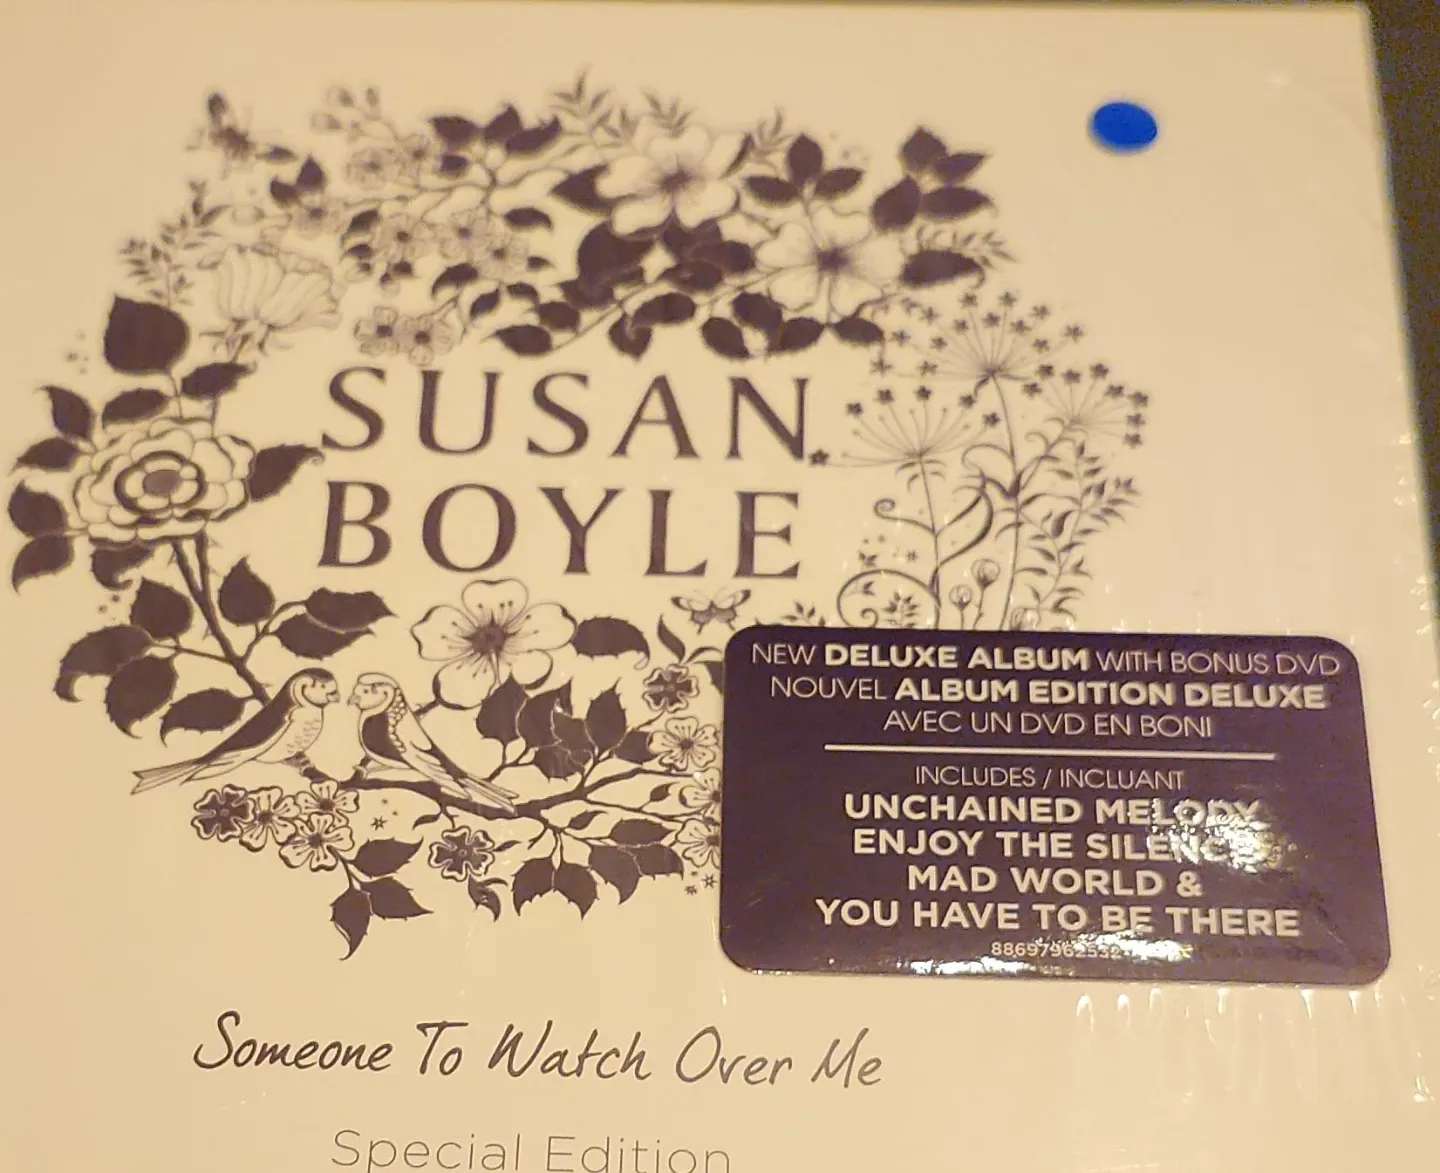 SUSAN
BOYLE
NEW DELUXE ALBUM WITH BONUS DVD
NOUVEL ALBUM EDITION DELUXE
AVEC UN DVD EN BONI
INCLUDES / INCLUANT
UNCHAINED MELODY
ENJOY THE SILENCE
MAD WORLD &
YOU HAVE TO BE THERE
Someone To Watch Over Me
Special Edition